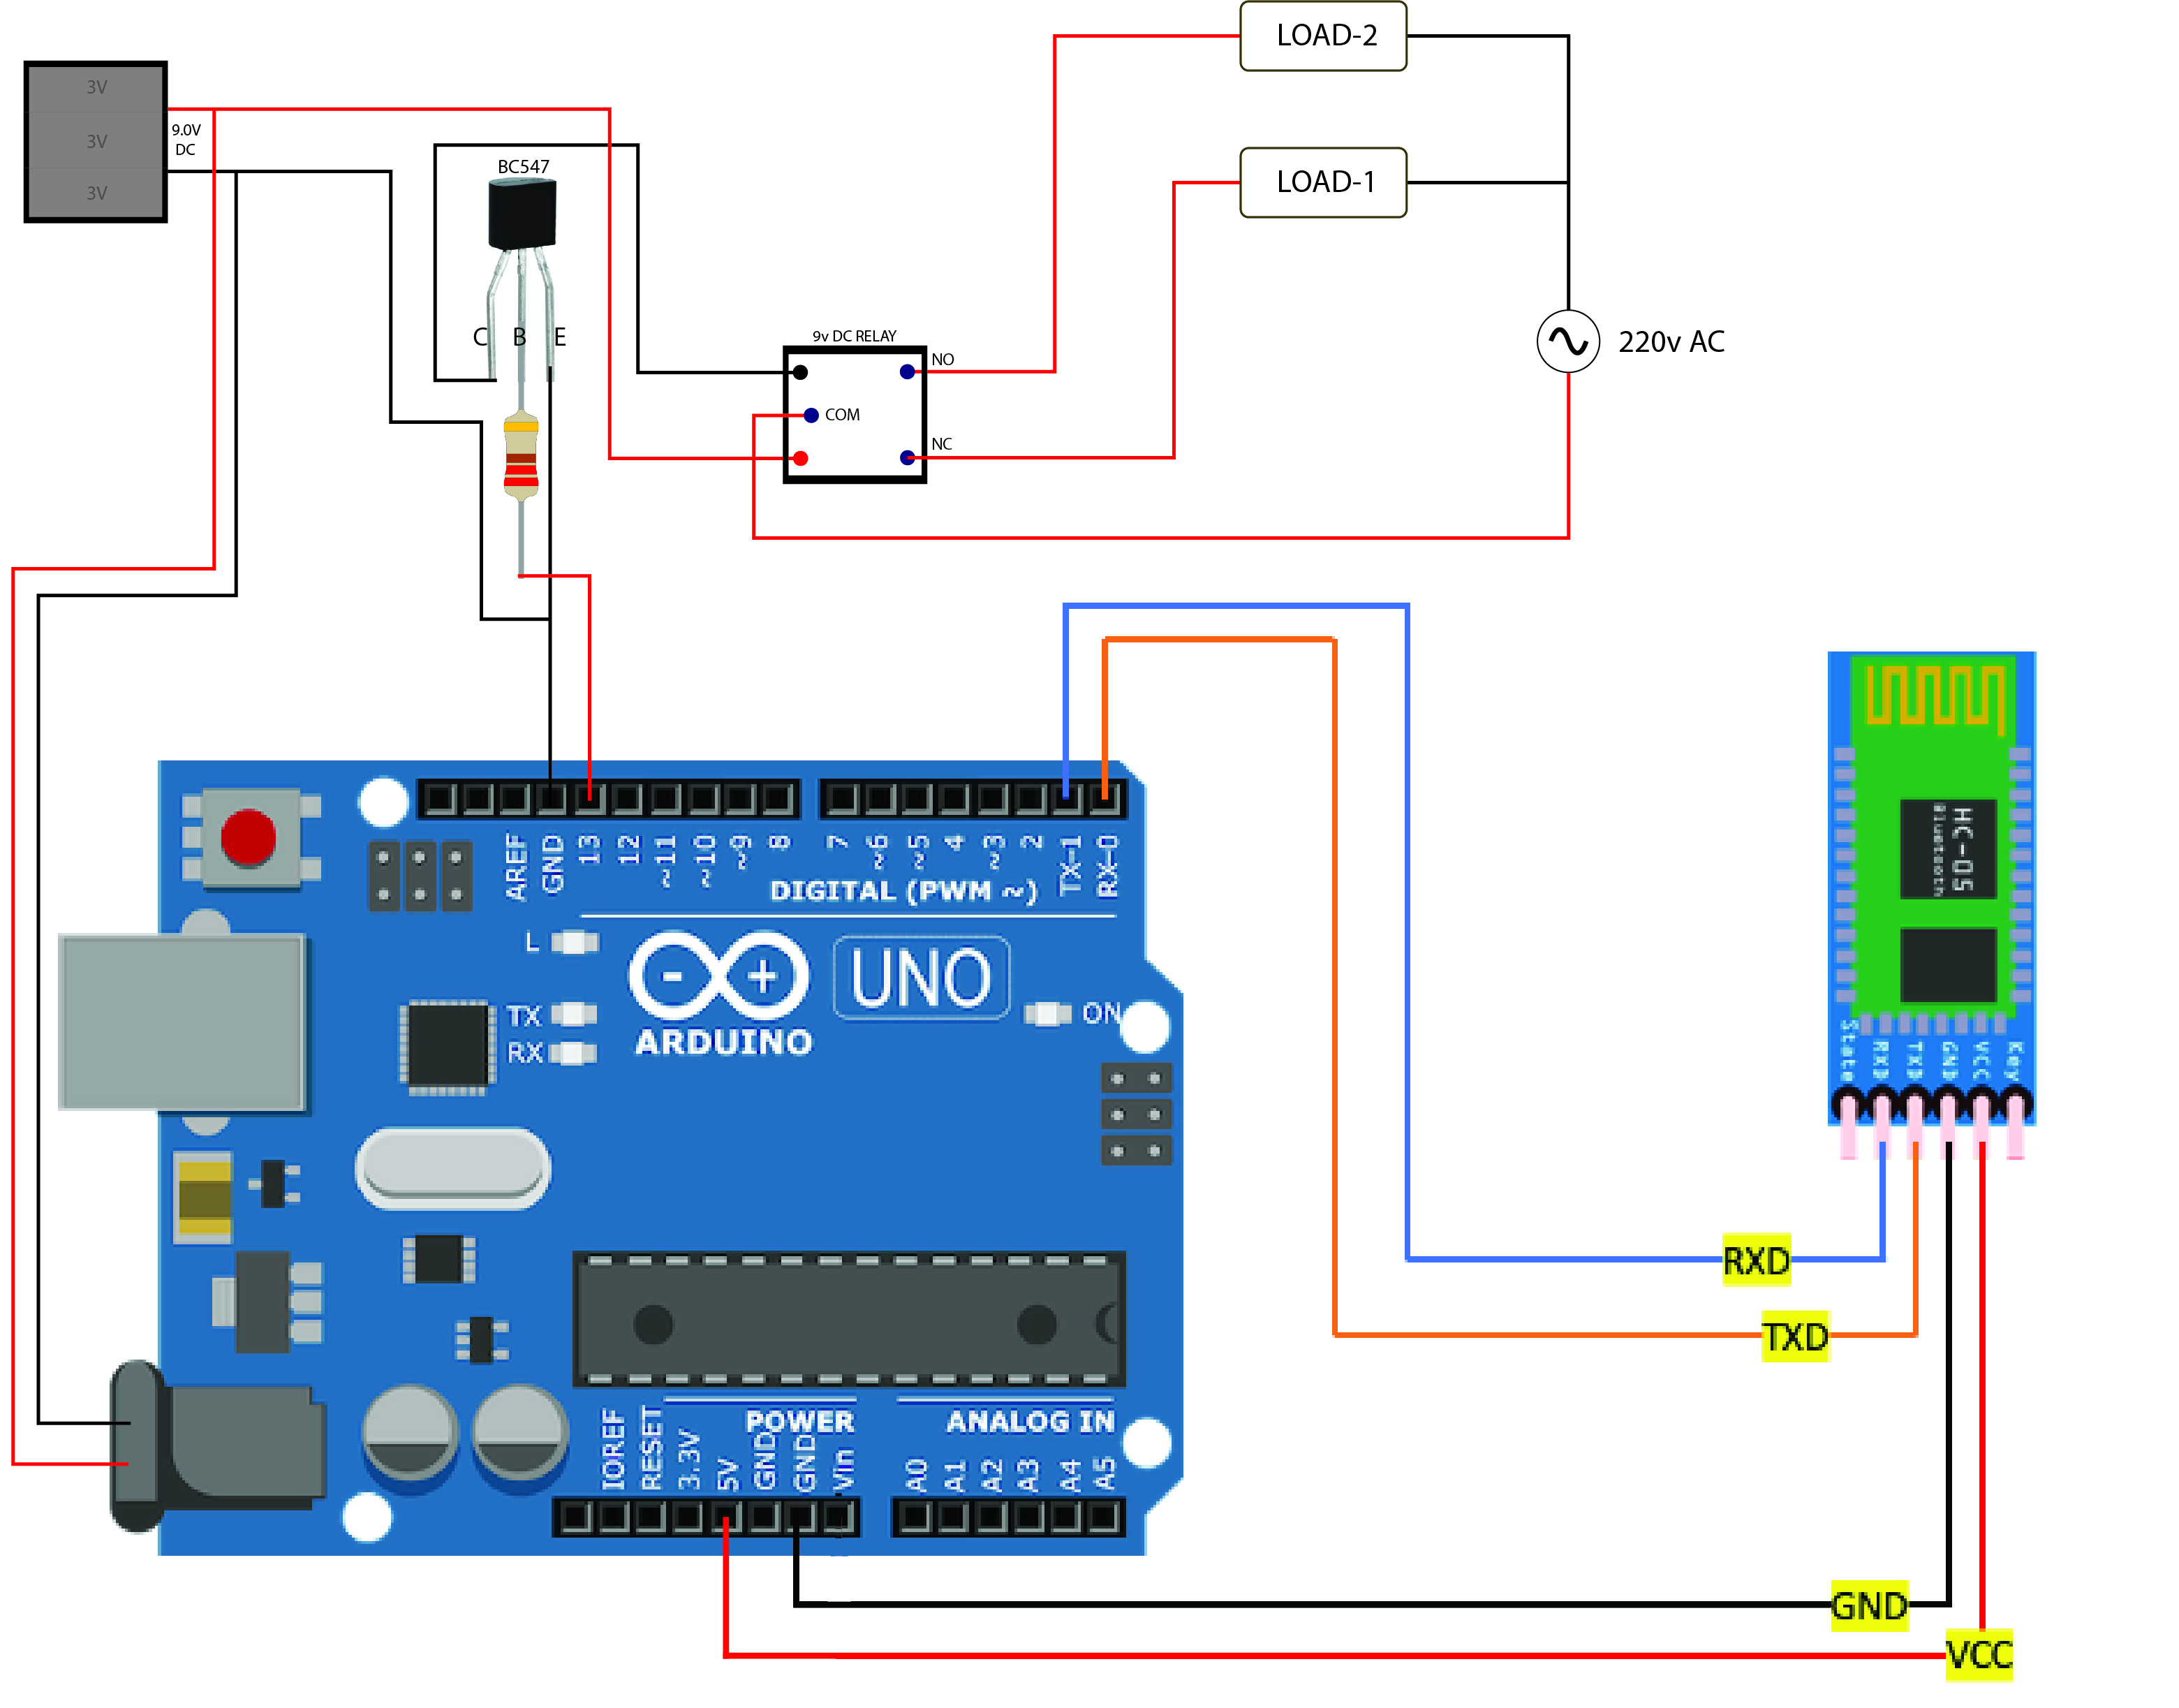 LOAD-2
3V
9.0V
DC
3V
3V
BC547
LOAD-1
C B E
9v DC RELAY
NO
COM
NC
220v AC
AREF
GND
13
12
~11
~10
~9
8
7
~6
~5
4
~3
2
TX-1
RX-0
DIGITAL (PWM ~)
L
TX
RX
- +
ARDUINO
UNO
ON
HC-05
Bluetooth
State
RXD
TXD
GND
VCC
Key
RXD
TXD
POWER
ANALOG IN
IOREF
RESET
3.3V
5V
GND
GND
Vin
A0
A1
A2
A3
A4
A5
GND
VCC